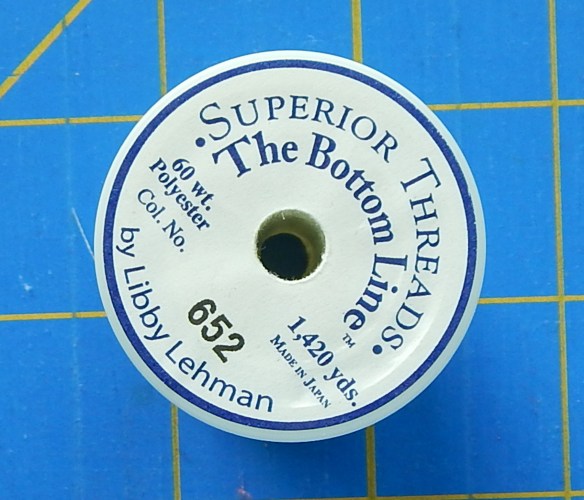 •SUPERIOR THREADS•
The Bottom Line™
60 wt.
Polyester
Col. No.
652
1,420 yds.
MADE IN JAPAN
by Libby Lehman